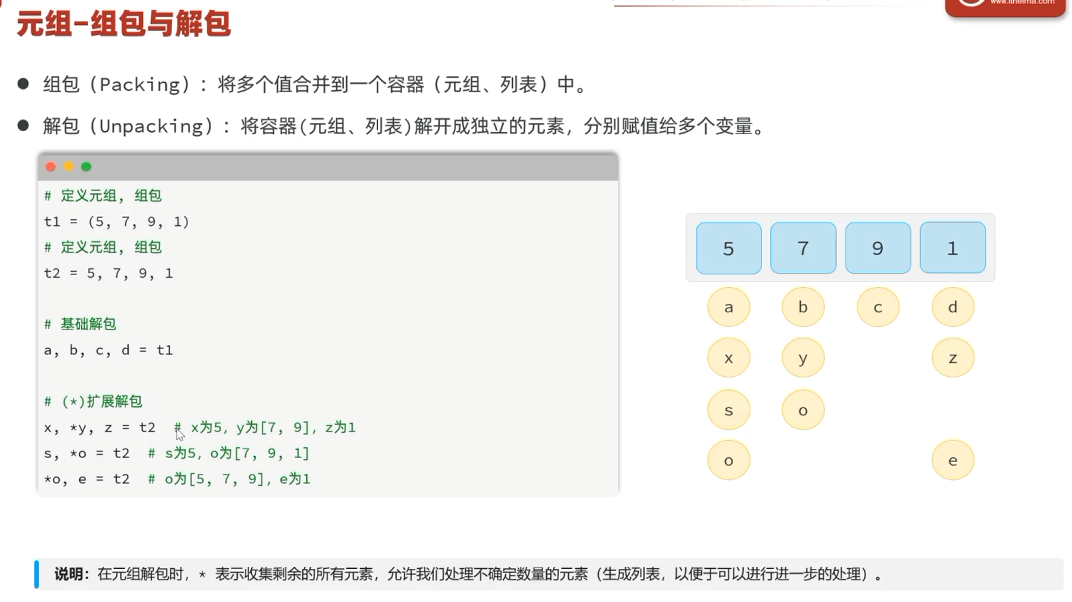 www.itheima.com
元组-组包与解包
● 组包（Packing）：将多个值合并到一个容器（元组、列表）中。
● 解包（Unpacking）：将容器(元组、列表)解开成独立的元素，分别赋值给多个变量。
# 定义元组, 组包
t1 = (5, 7, 9, 1)
# 定义元组, 组包
t2 = 5, 7, 9, 1
# 基础解包
a, b, c, d = t1
# (*)扩展解包
x, *y, z = t2 # x为5, y为[7, 9], z为1
s, *o = t2 # s为5, o为[7, 9, 1]
*o, e = t2 # o为[5, 7, 9], e为1
5 7 9 1
a b c d
x y z
s o
o e
说明：在元组解包时，* 表示收集剩余的所有元素，允许我们处理不确定数量的元素（生成列表，以便于可以进行进一步的处理）。